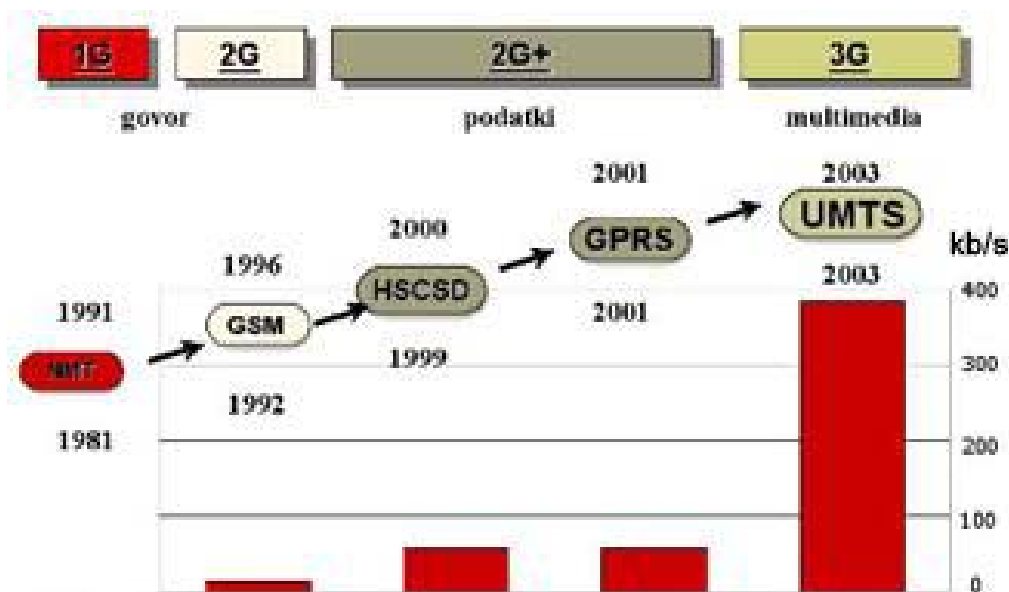 1G 2G 2G+ 3G
govor podatki multimedia
2001 2003
UMTS
2000 GPRS
kb/s
1996 HSCSD 2003
400
1991 GSM 2001
NMT 1999 300
1992
1981 200
100
0